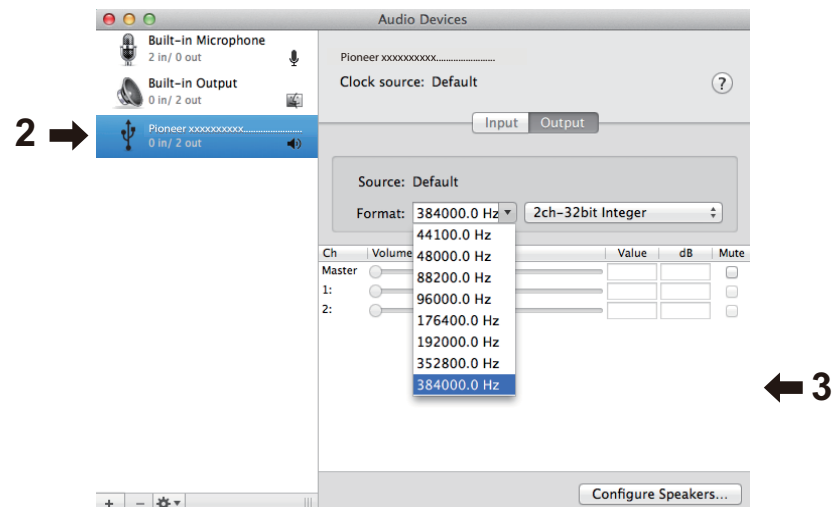 Audio Devices
Built-in Microphone
2 in/ 0 out
Built-in Output
0 in/ 2 out
2
Pioneer xxxxxxxxxx......................
0 in/ 2 out
Pioneer xxxxxxxxxx......................
Clock source: Default
?
Input Output
Source: Default
Format: 384000.0 Hz 2ch-32bit Integer
44100.0 Hz
48000.0 Hz
88200.0 Hz
96000.0 Hz
176400.0 Hz
192000.0 Hz
352800.0 Hz
384000.0 Hz
Ch Volume Value dB Mute
Master
1:
2:
3
Configure Speakers...
+ -